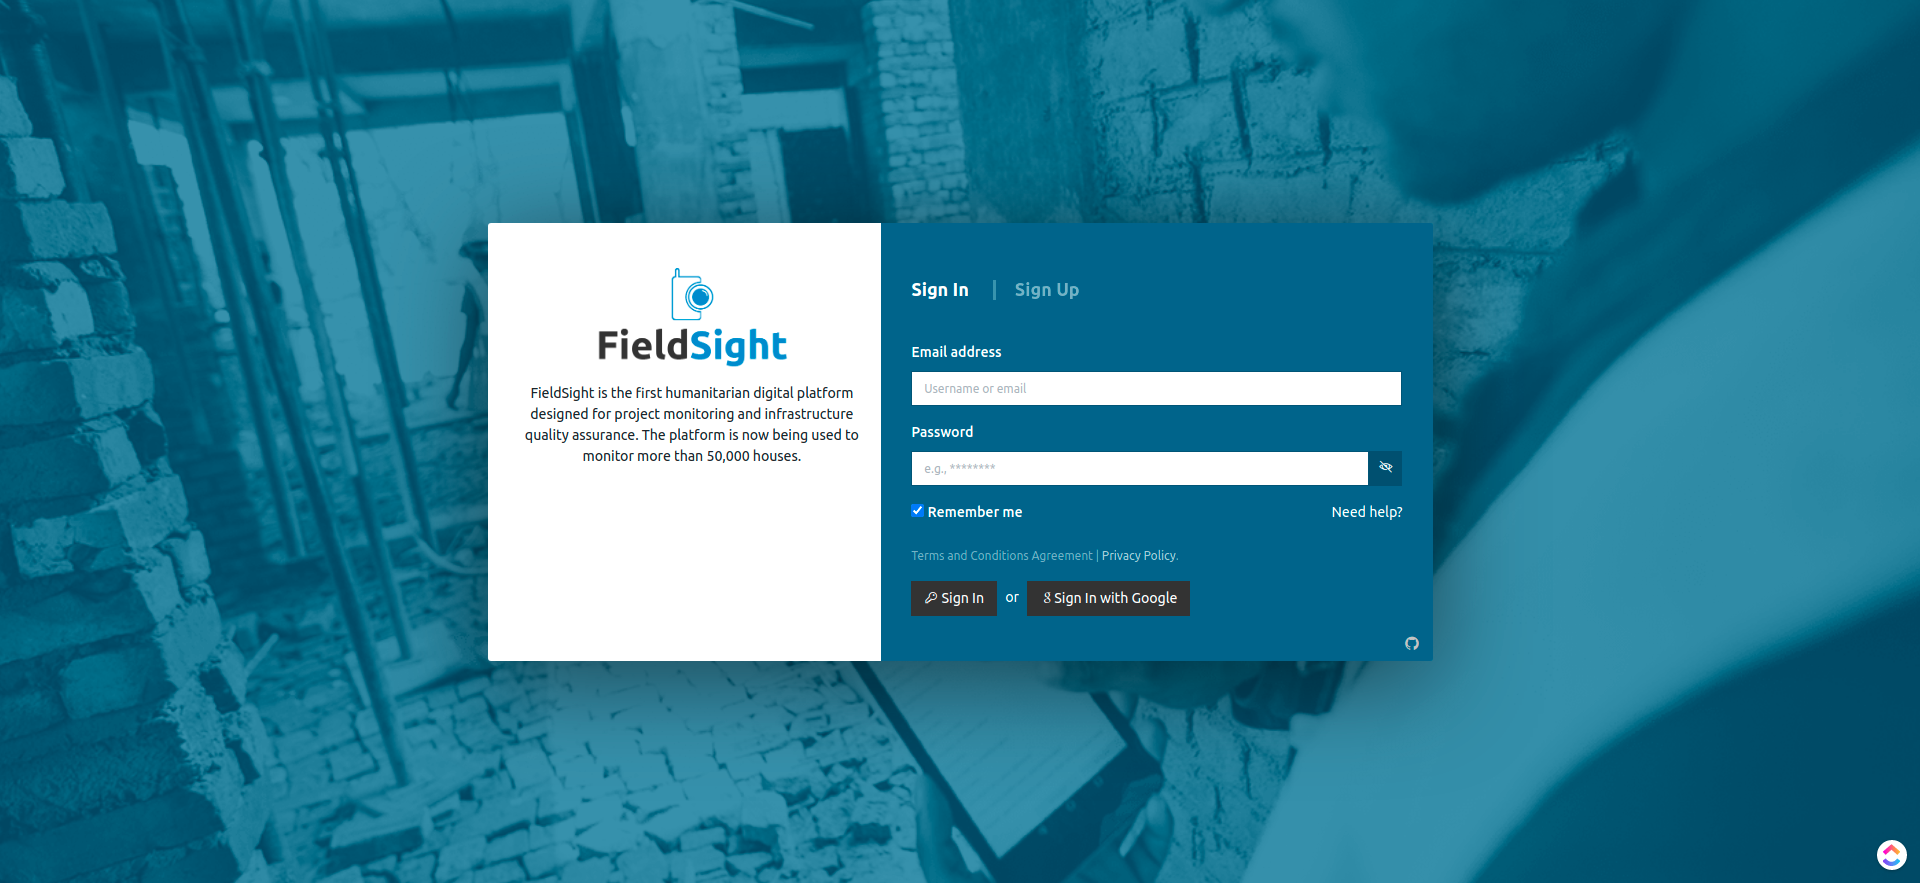 FieldSight
FieldSight is the first humanitarian digital platform
designed for project monitoring and infrastructure
quality assurance. The platform is now being used to
monitor more than 50,000 houses.
Sign In | Sign Up
Email address
Username or email
Password
e.g., ********
Remember me
Need help?
Terms and Conditions Agreement | Privacy Policy.
Sign In or Sign In with Google